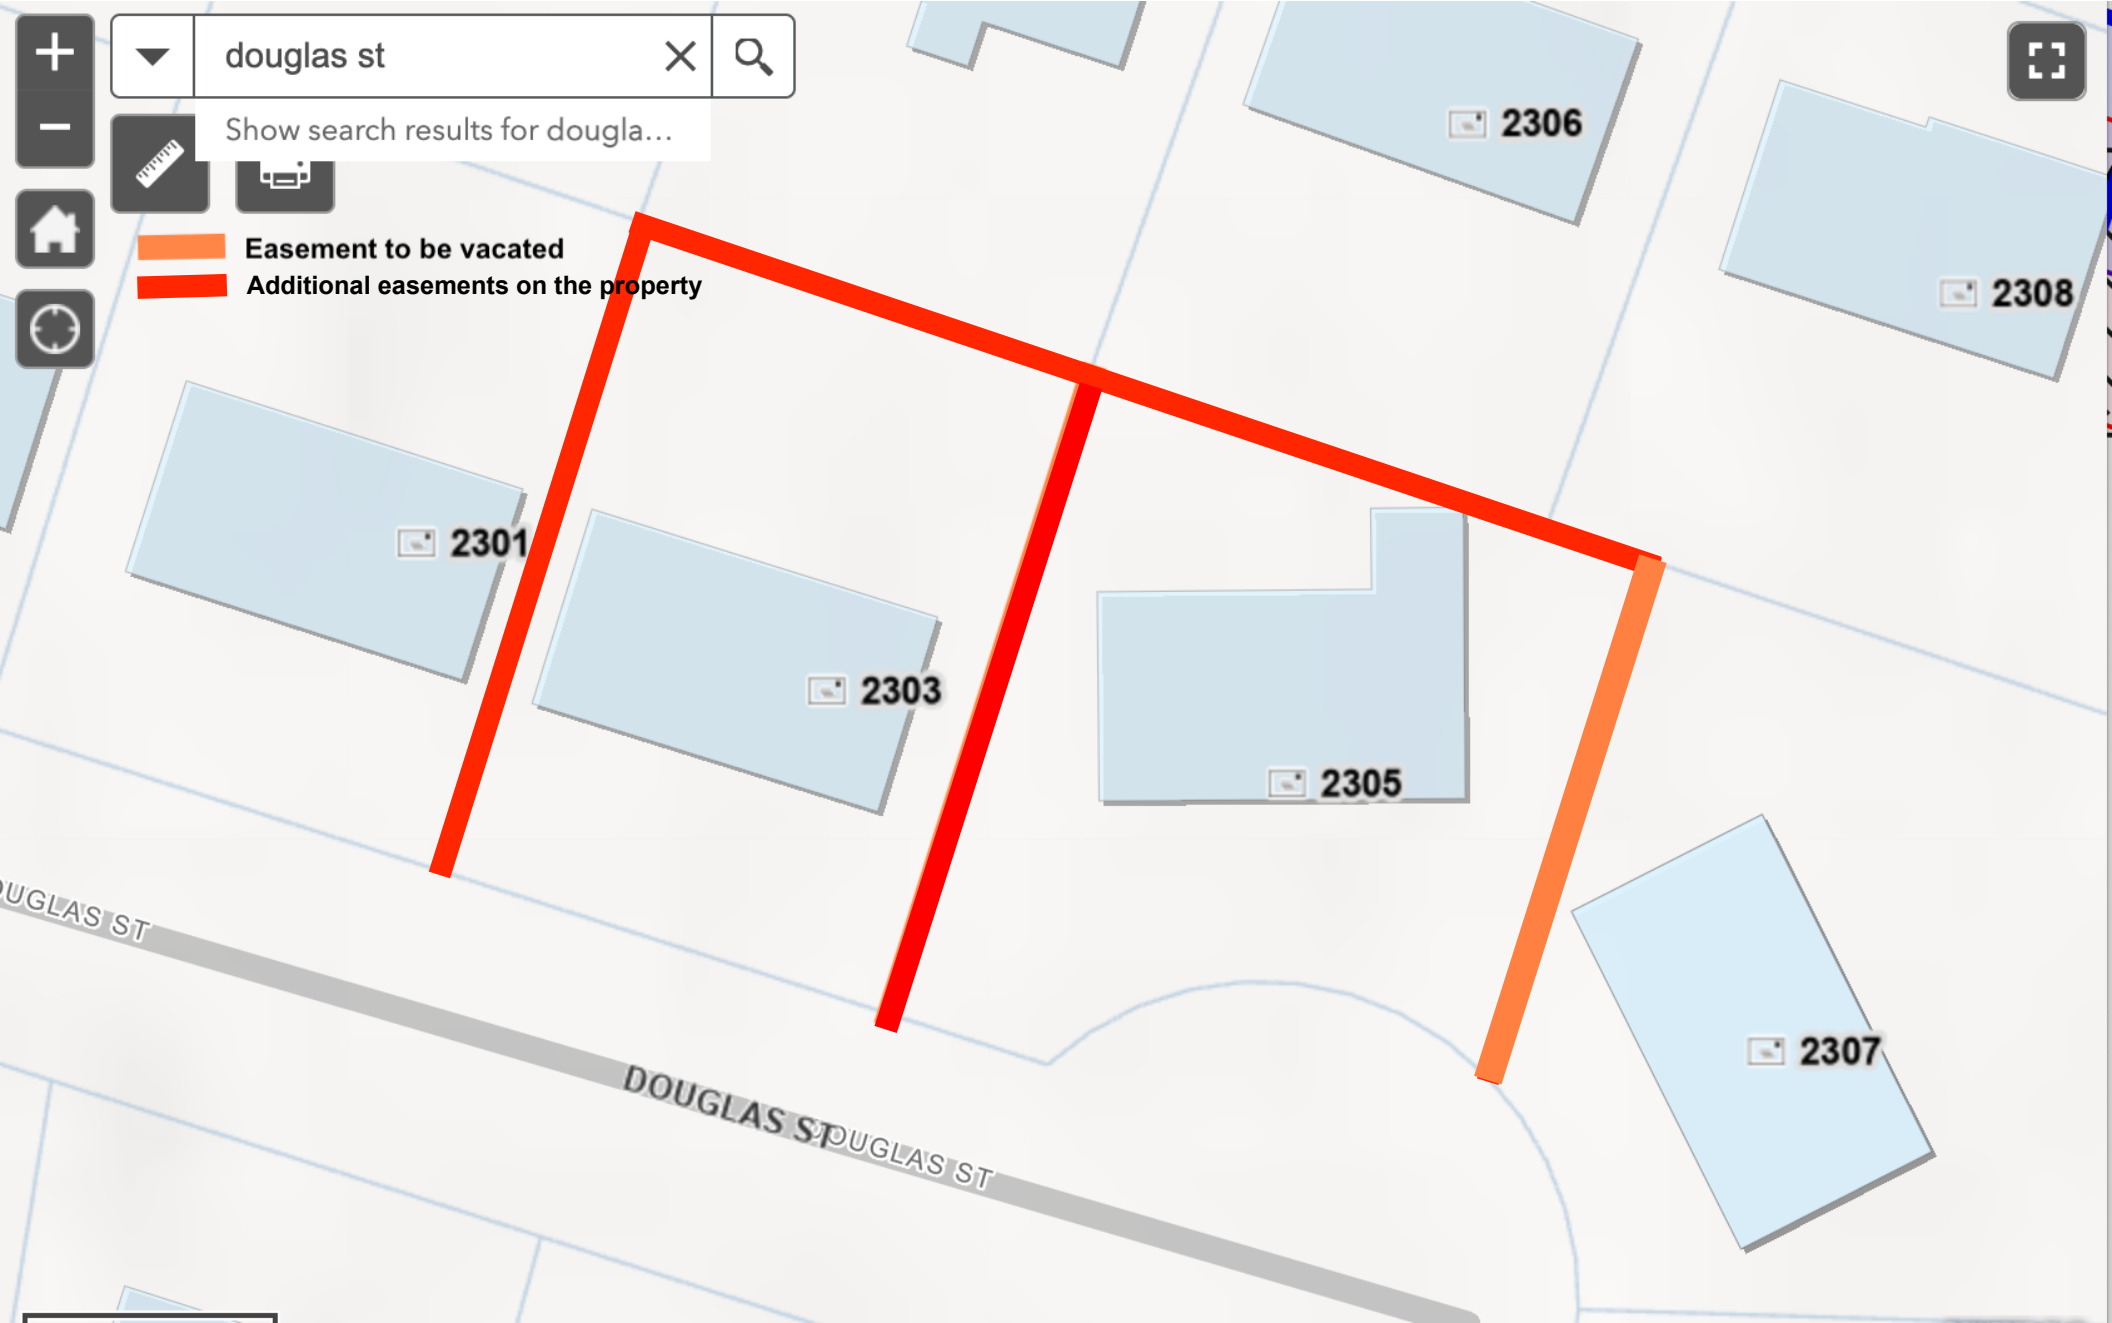 douglas st
Show search results for dougla…
Easement to be vacated
Additional easements on the property
2306
2308
2301
2303
2305
2307
OUGLAS ST
DOUGLAS ST
DOUGLAS ST